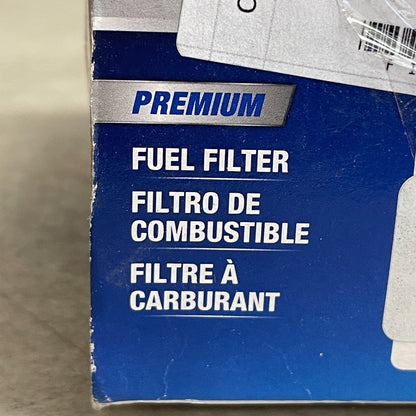 PREMIUM
FUEL FILTER
FILTRO DE
COMBUSTIBLE
FILTRE À
CARBURANT